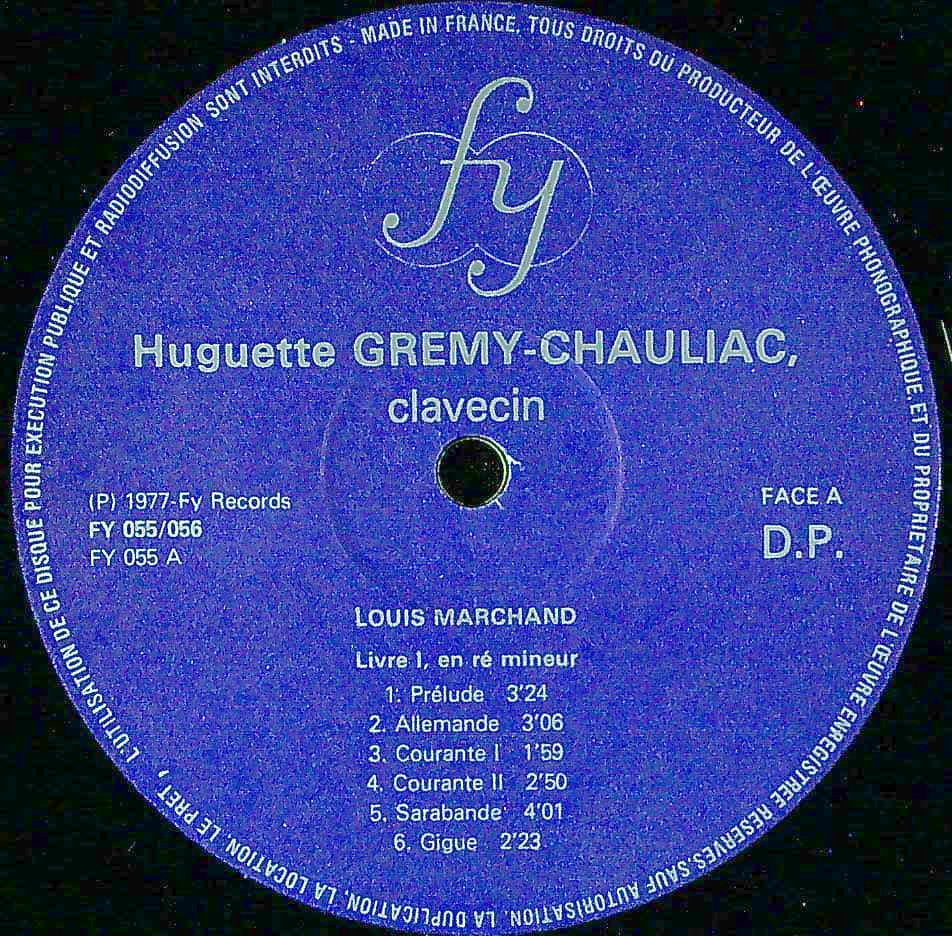 MADE IN FRANCE, TOUS DROITS DU PRODUCTEUR DE L'ŒUVRE PHONOGRAPHIQUE. ET DU PROPRIETAIRE DE L'ŒUVRE ENREGISTREE RESERVES. SAUF AUTORISATION. LA DUPLICATION. LA LOCATION. LE PRET, L'UTILISATION DE CE DISQUE POUR EXECUTION PUBLIQUE ET RADIODIFFUSION SONT INTERDITS -
fy
Huguette GREMY-CHAULIAC,
clavecin
(P) 1977-Fy Records
FY 055/056
FY 055 A
FACE A
D.P.
LOUIS MARCHAND
Livre I, en ré mineur
1. Prélude 3'24
2. Allemande 3'06
3. Courante I 1'59
4. Courante II 2'50
5. Sarabande 4'01
6. Gigue 2'23